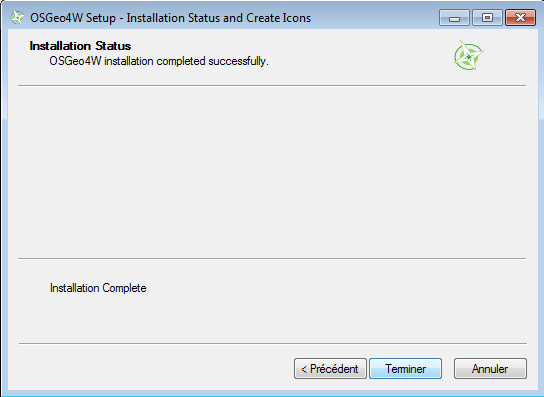 OSGeo4W Setup - Installation Status and Create Icons
Installation Status
OSGeo4W installation completed successfully.
Installation Complete
< Précédent Terminer Annuler